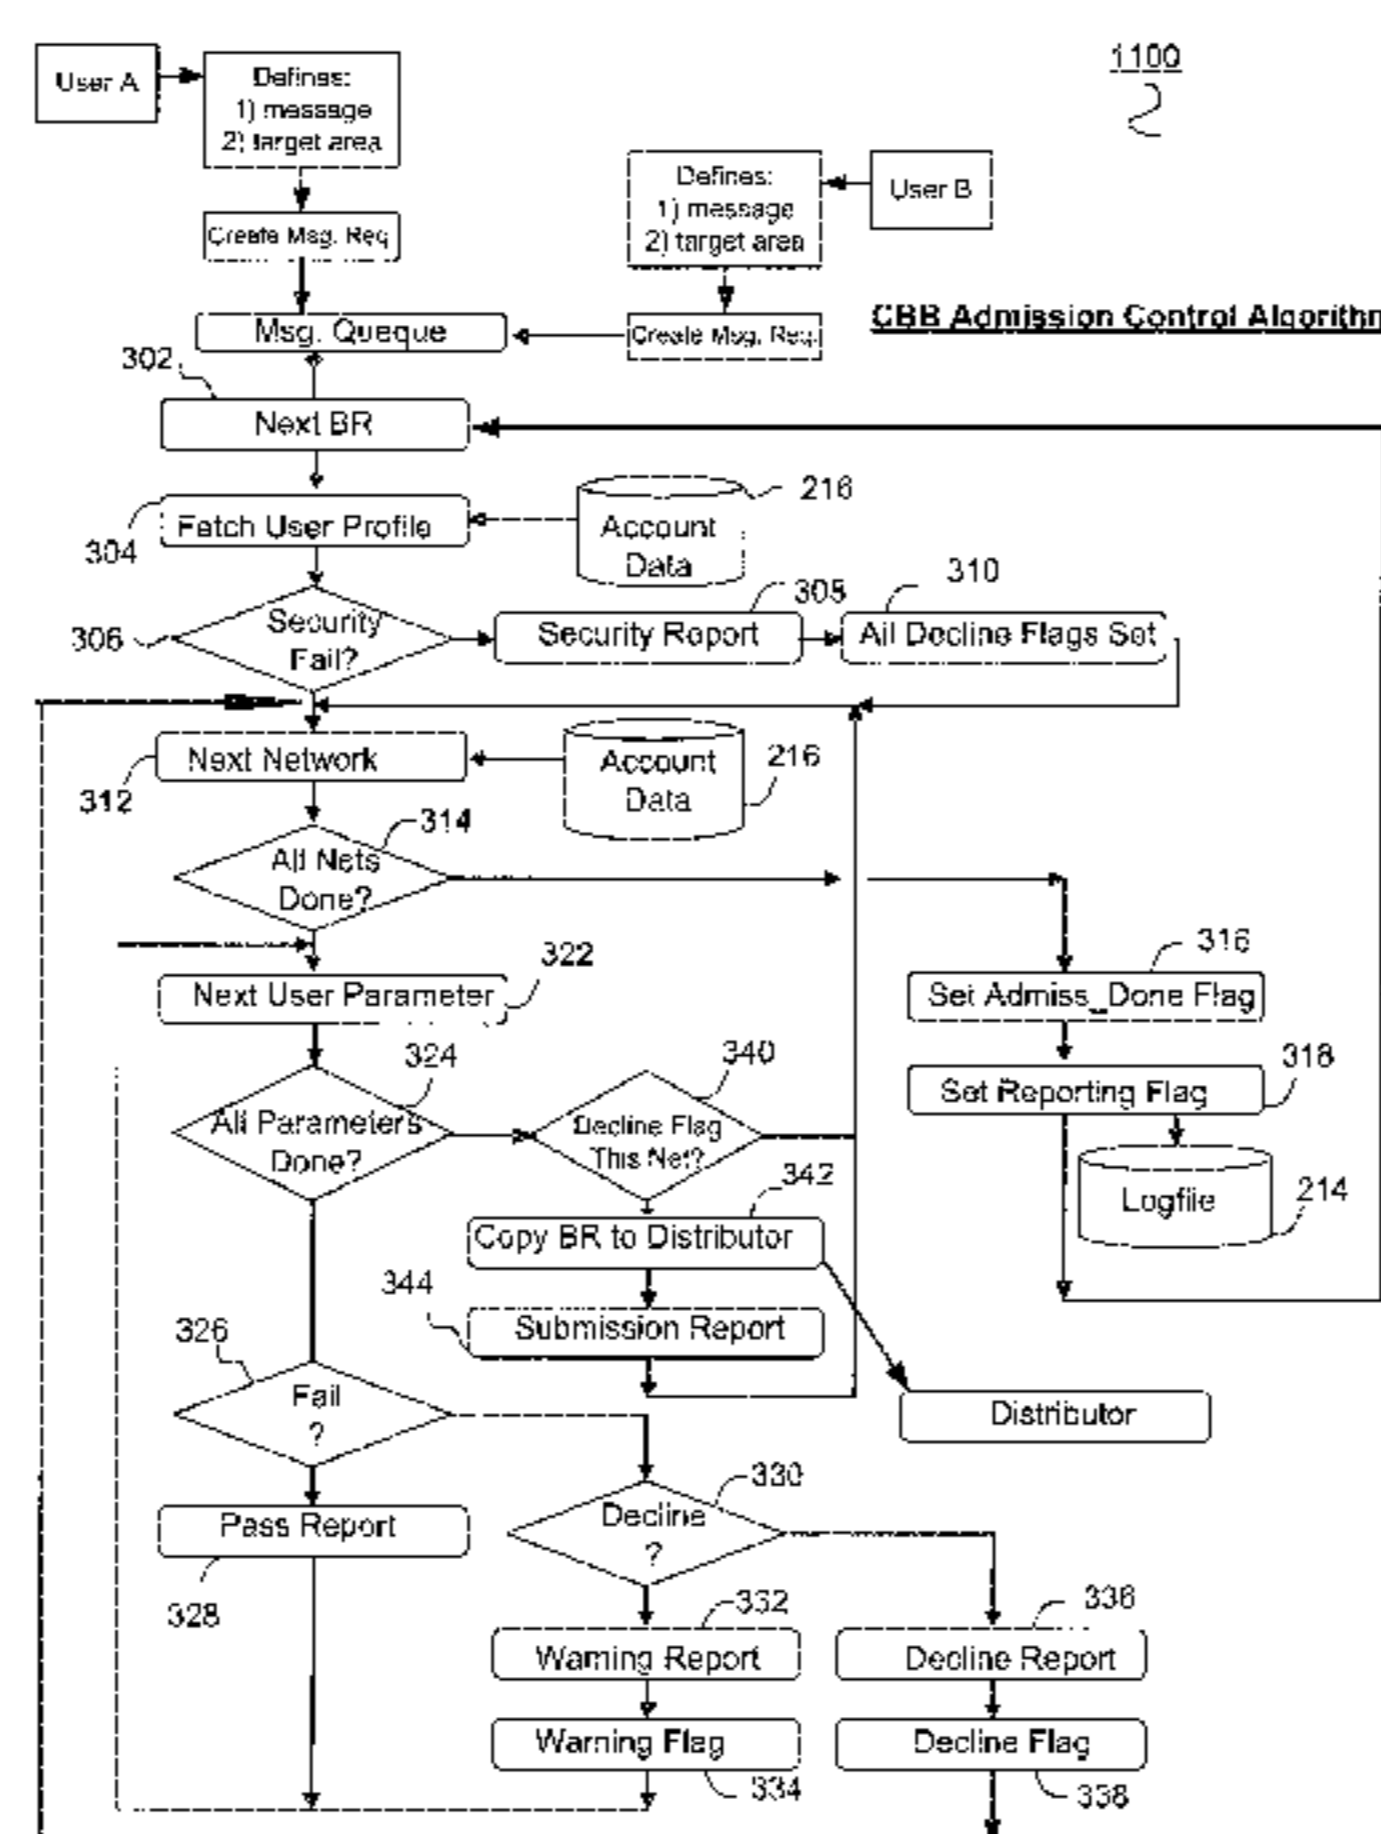 1100
User A
Defines:
1) message
2) target area
Create Msg. Req
Defines:
1) message
2) target area
User B
Create Msg. Req.
CBB Admission Control Algorithm
Msg. Queque
302
Next BR
304
Fetch User Profile
Account
Data
216
306
Security
Fail?
308
Security Report
310
All Decline Flags Set
312
Next Network
Account
Data
216
314
All Nets
Done?
316
Set Admiss_Done Flag
322
Next User Parameter
318
Set Reporting Flag
324
All Parameters
Done?
340
Decline Flag
This Net?
Logfile
214
342
Copy BR to Distributor
344
Submission Report
326
Fail
?
Distributor
330
Decline
?
Pass Report
328
332
Warning Report
336
Decline Report
Warning Flag
334
Decline Flag
338